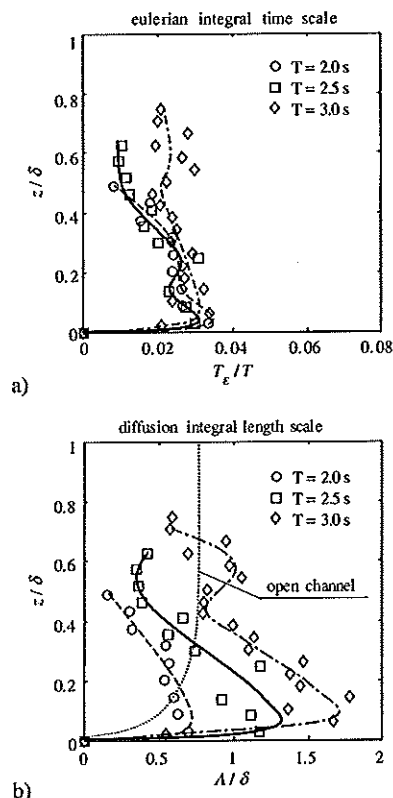 eulerian integral time scale
1
T = 2.0 s
0.8
T = 2.5 s
T = 3.0 s
0.6
z / δ
0.4
0.2
0
0 0.02 0.04 0.06 0.08
T_ε / T
a)
diffusion integral length scale
1
T = 2.0 s
0.8
T = 2.5 s
T = 3.0 s
0.6
open channel
z / δ
0.4
0.2
0
0 0.5 1 1.5 2
Λ / δ
b)